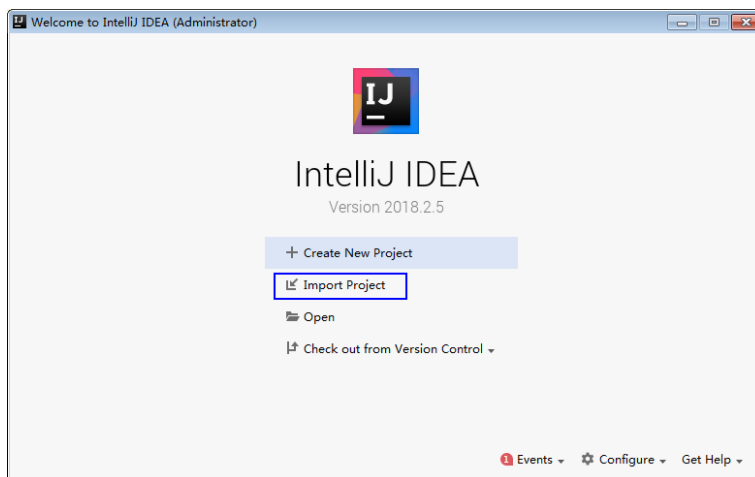 Welcome to IntelliJ IDEA (Administrator)
IJ
IntelliJ IDEA
Version 2018.2.5
Create New Project
Import Project
Open
Check out from Version Control
1 Events Configure Get Help